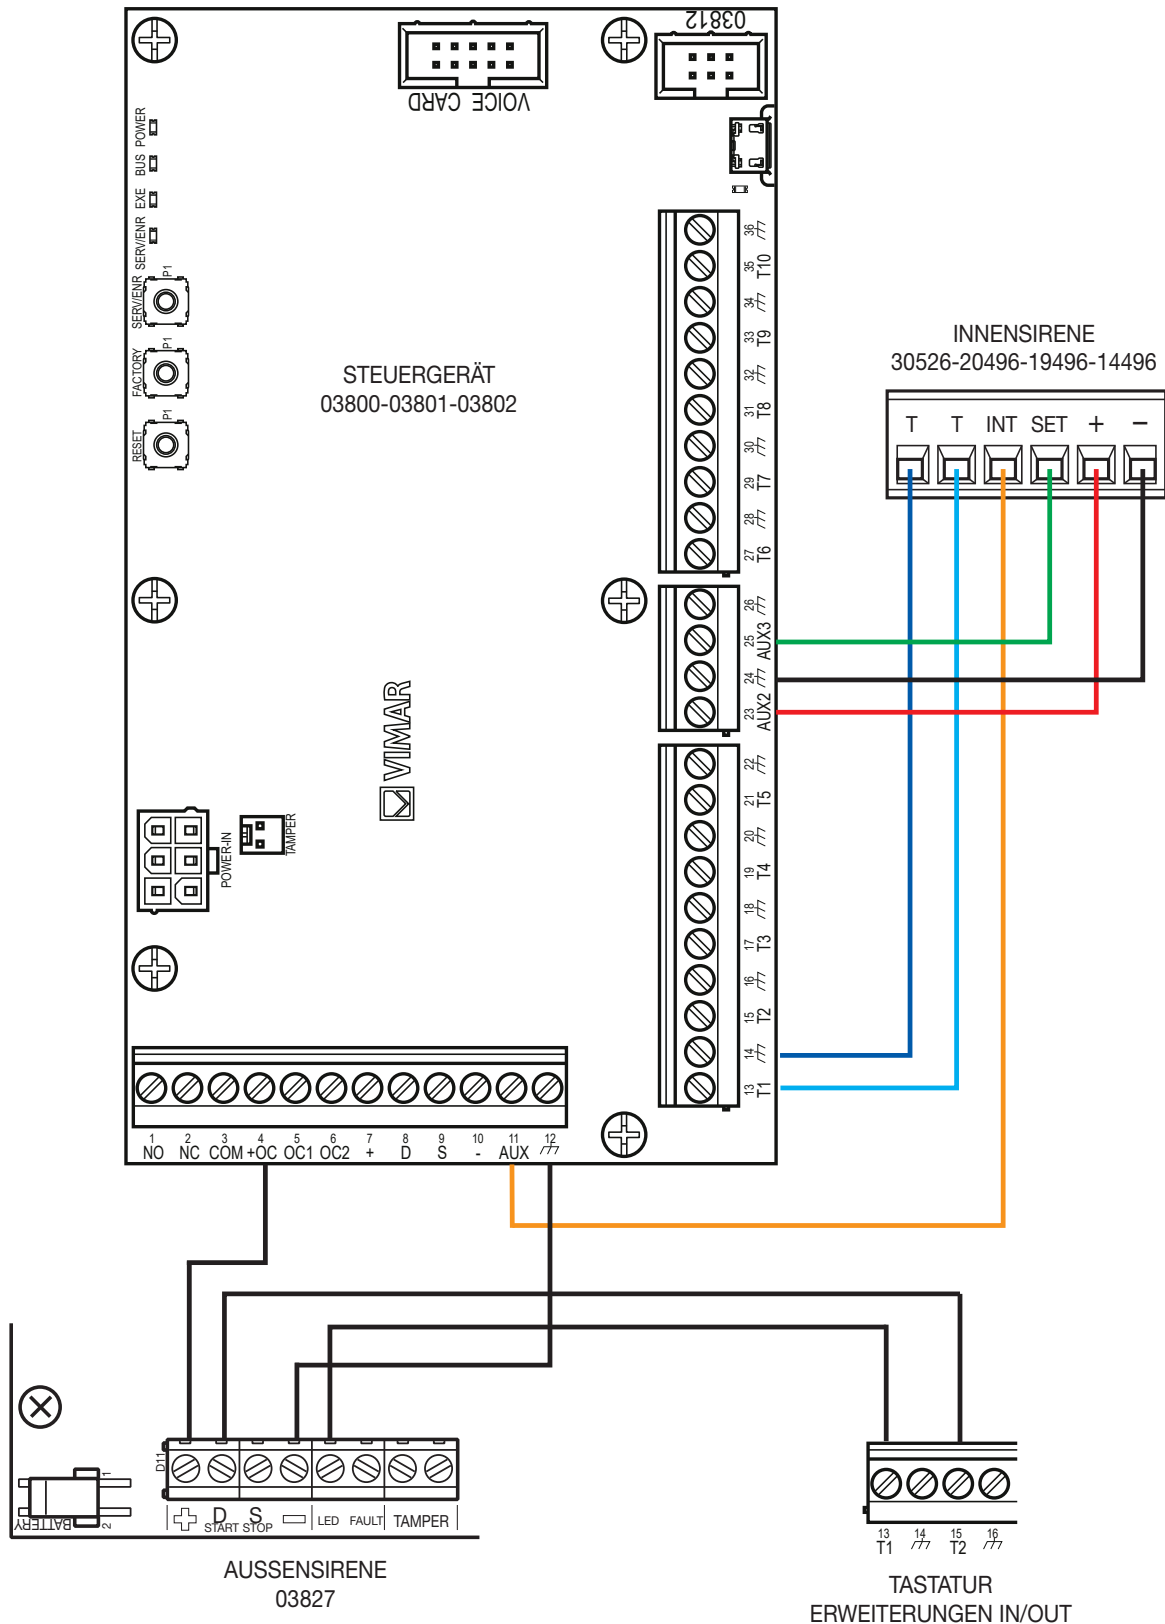 03812
VOICE CARD
POWER
BUS
EXE
SERV/ENR
SERV/ENR
P1
FACTORY
P1
RESET
P1
STEUERGERÄT
03800-03801-03802
36
35 T10
34
33 T9
32
31 T8
30
29 T7
28
27 T6
26
25 AUX3
24
23 AUX2
22
21 T5
20
19 T4
18
17 T3
16
15 T2
14
13 T1
INNENSIRENE
30526-20496-19496-14496
T T INT SET + −
VIMAR
POWER-IN
TAMPER
1 2 3 4 5 6 7 8 9 10 11 12
NO NC COM +OC OC1 OC2 + D S - AUX
D11
BATTERY
1
2
D S
START STOP
LED FAULT TAMPER
AUSSENSIRENE
03827
13 14 15 16
T1 T2
TASTATUR
ERWEITERUNGEN IN/OUT